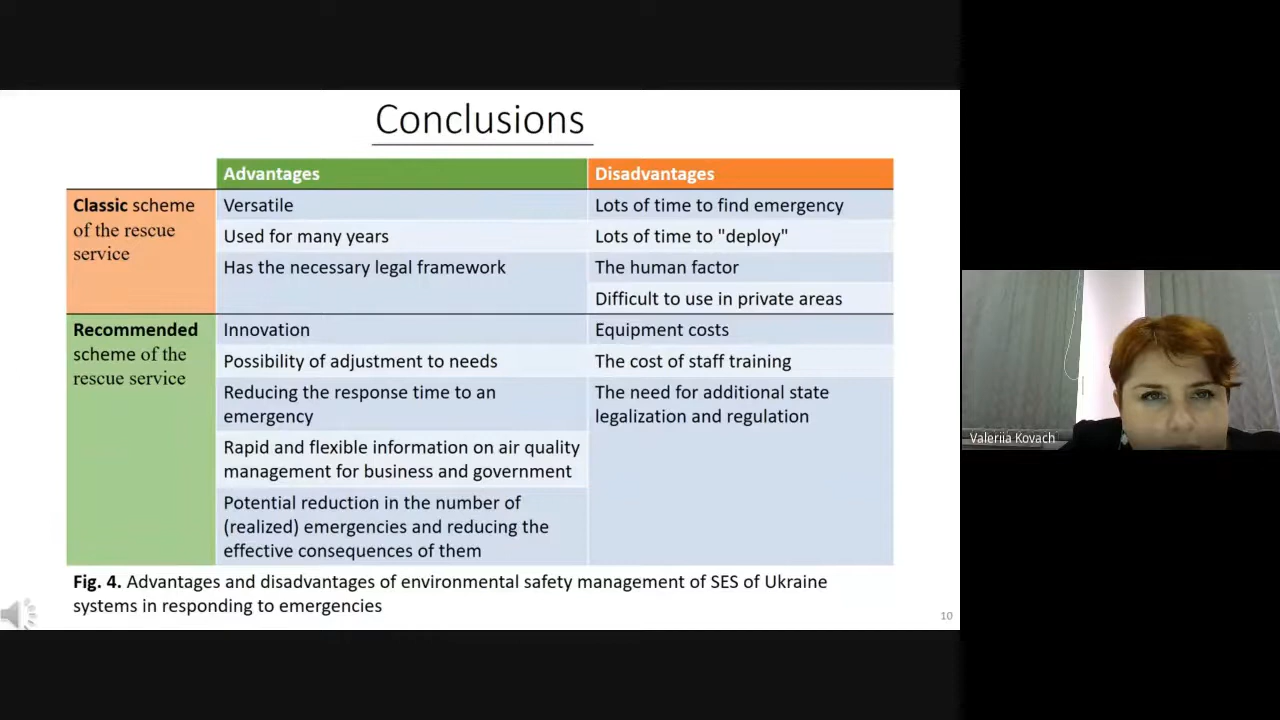 Conclusions
Advantages
Disadvantages
Classic scheme
of the rescue
service
Versatile
Lots of time to find emergency
Used for many years
Lots of time to "deploy"
Has the necessary legal framework
The human factor
Difficult to use in private areas
Recommended
scheme of the
rescue service
Innovation
Equipment costs
Possibility of adjustment to needs
The cost of staff training
Reducing the response time to an
emergency
The need for additional state
legalization and regulation
Rapid and flexible information on air quality
management for business and government
Potential reduction in the number of
(realized) emergencies and reducing the
effective consequences of them
Fig. 4. Advantages and disadvantages of environmental safety management of SES of Ukraine
systems in responding to emergencies
10
Valeriia Kovach